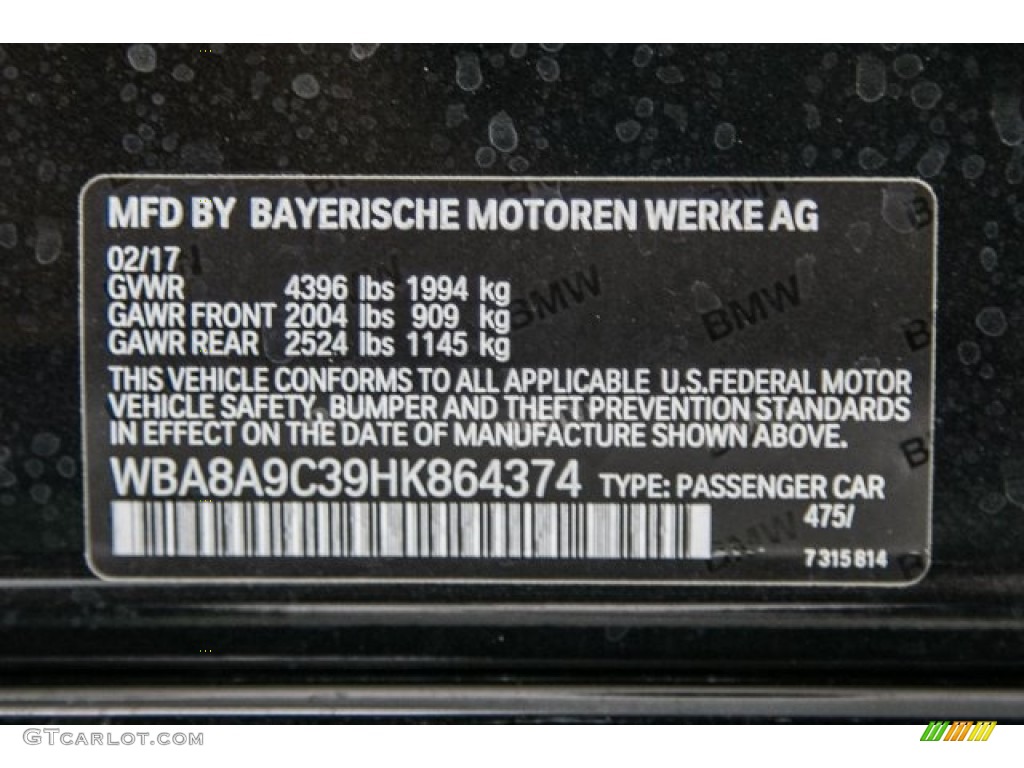 MFD BY BAYERISCHE MOTOREN WERKE AG
02/17
GVWR 4396 lbs 1994 kg
GAWR FRONT 2004 lbs 909 kg
GAWR REAR 2524 lbs 1145 kg
THIS VEHICLE CONFORMS TO ALL APPLICABLE U.S.FEDERAL MOTOR
VEHICLE SAFETY, BUMPER AND THEFT PREVENTION STANDARDS
IN EFFECT ON THE DATE OF MANUFACTURE SHOWN ABOVE.
WBA8A9C39HK864374 TYPE: PASSENGER CAR
475/
7 315 814
BMW
BMW
BMW
GTCarlot.com